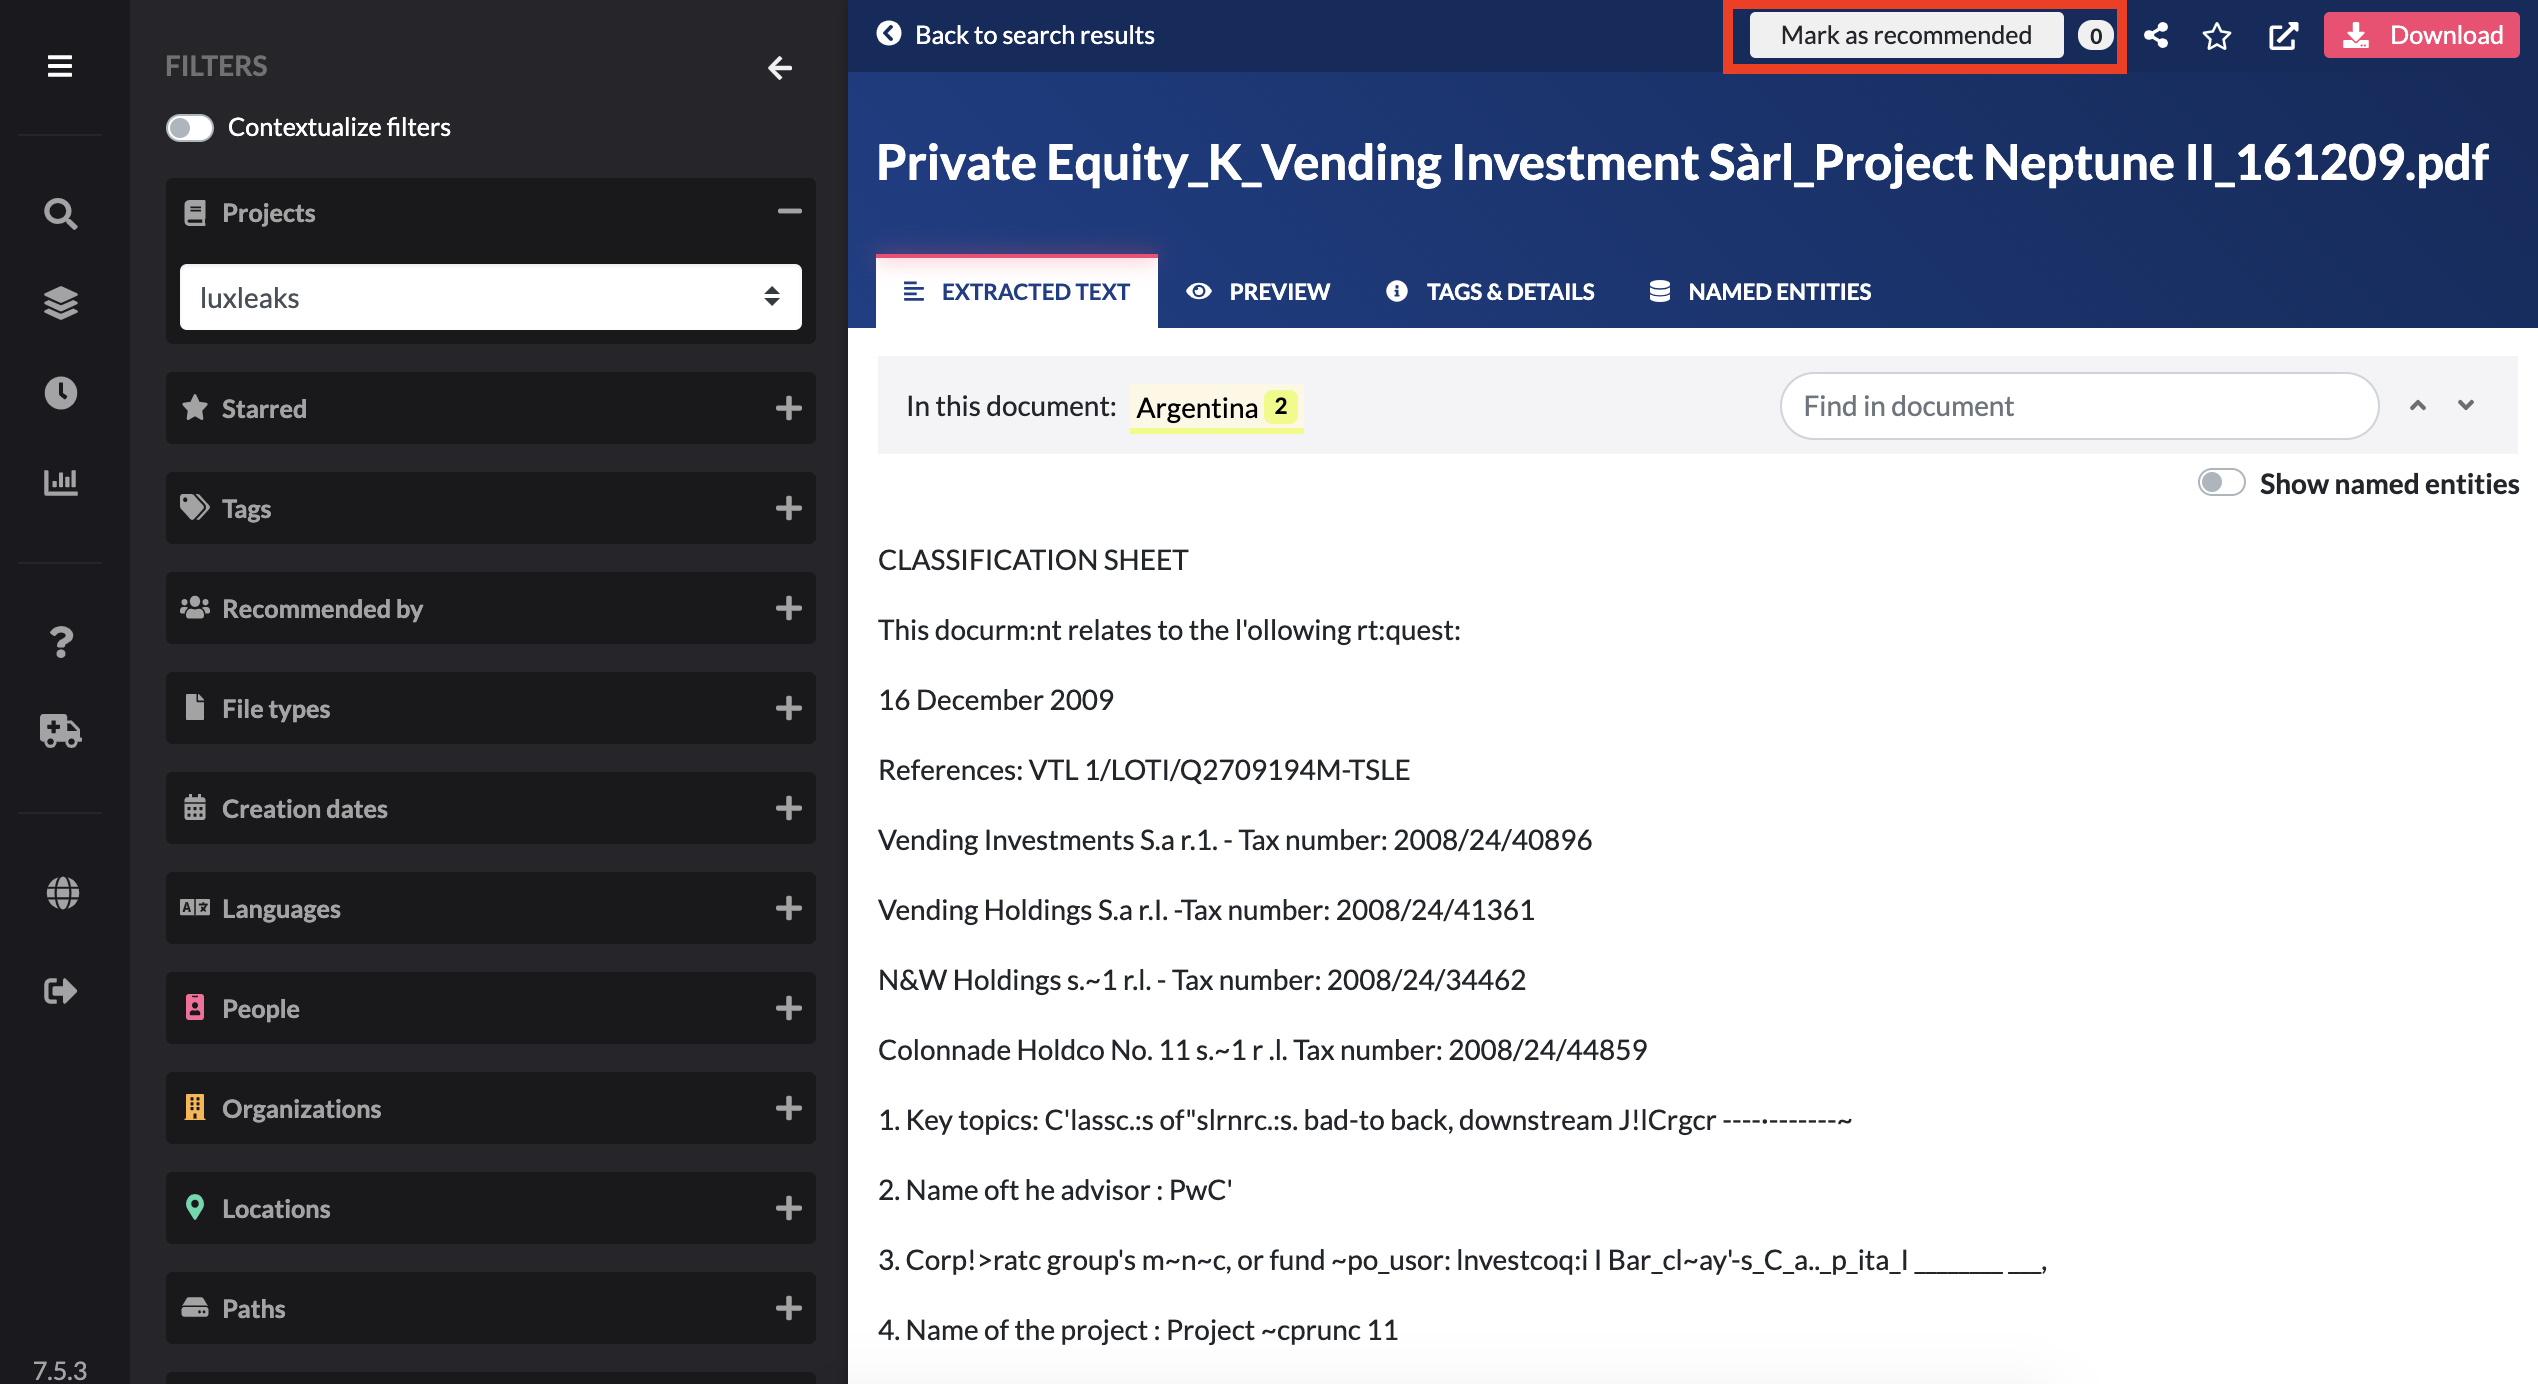 FILTERS
Contextualize filters
Projects
luxleaks
Starred
Tags
Recommended by
File types
Creation dates
Languages
People
Organizations
Locations
Paths
7.5.3
Back to search results
Mark as recommended 0
Download
Private Equity_K_Vending Investment Sàrl_Project Neptune II_161209.pdf
EXTRACTED TEXT PREVIEW TAGS & DETAILS NAMED ENTITIES
In this document: Argentina 2 Find in document
Show named entities
CLASSIFICATION SHEET
This docurm:nt relates to the l'ollowing rt:quest:
16 December 2009
References: VTL 1/LOTI/Q2709194M-TSLE
Vending Investments S.a r.1. - Tax number: 2008/24/40896
Vending Holdings S.a r.l. -Tax number: 2008/24/41361
N&W Holdings s.~1 r.l. - Tax number: 2008/24/34462
Colonnade Holdco No. 11 s.~1 r .l. Tax number: 2008/24/44859
1. Key topics: C'lassc.:s of"slrnrc.:s. bad-to back, downstream J!lCrgcr ----·-------~
2. Name oft he advisor : PwC'
3. Corp!>ratc group's m~n~c, or fund ~po_usor: lnvestcoq:i I Bar_cl~ay'-s_C_a.._p_ita_I ________ ___,
4. Name of the project : Project ~cprunc 11